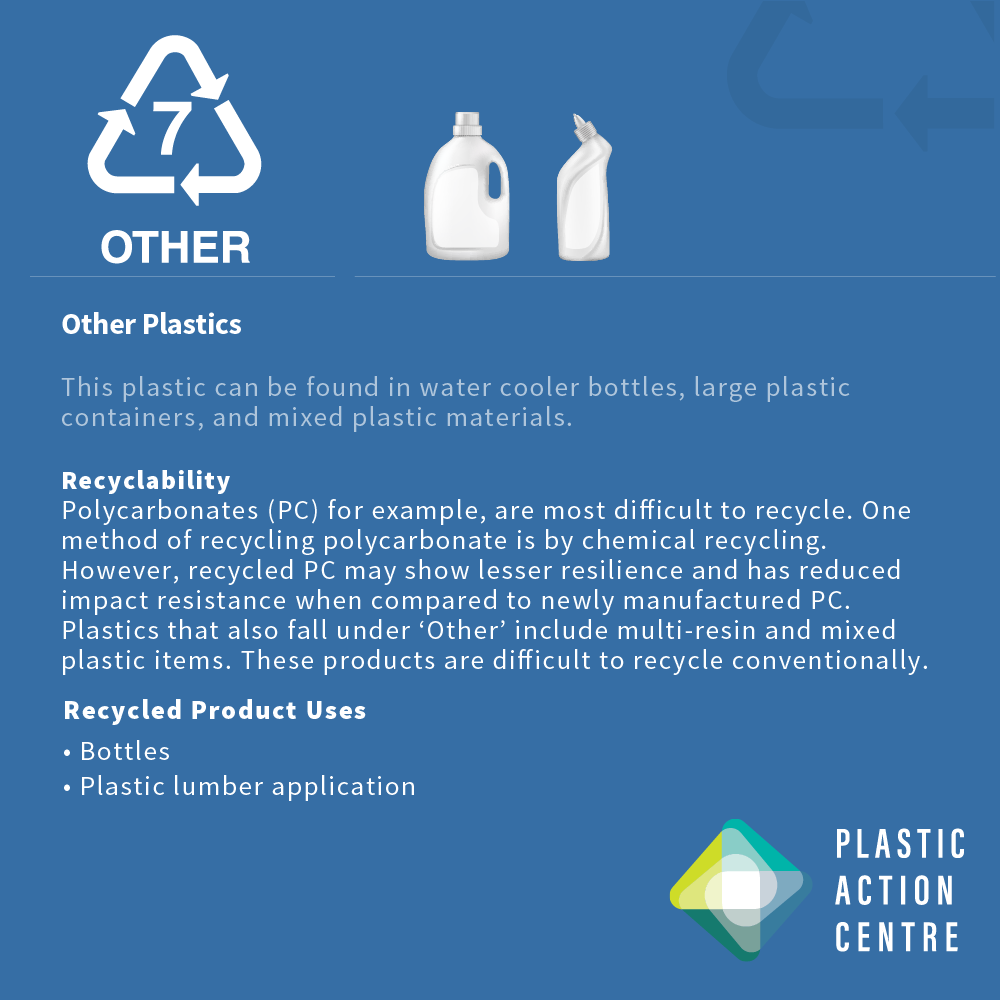 7
OTHER
Other Plastics
This plastic can be found in water cooler bottles, large plastic
containers, and mixed plastic materials.
Recyclability
Polycarbonates (PC) for example, are most difficult to recycle. One
method of recycling polycarbonate is by chemical recycling.
However, recycled PC may show lesser resilience and has reduced
impact resistance when compared to newly manufactured PC.
Plastics that also fall under ‘Other’ include multi-resin and mixed
plastic items. These products are difficult to recycle conventionally.
Recycled Product Uses
• Bottles
• Plastic lumber application
PLASTIC
ACTION
CENTRE